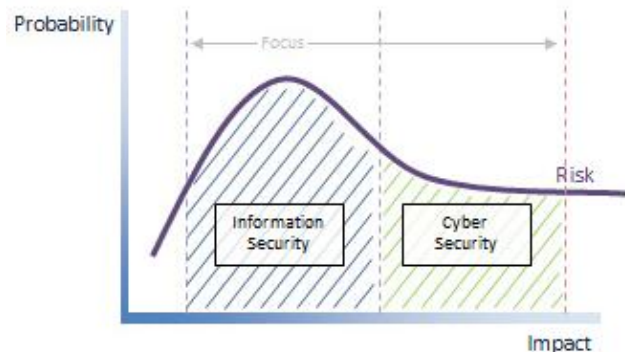 Probability
Focus
Risk
Information
Security
Cyber
Security
Impact